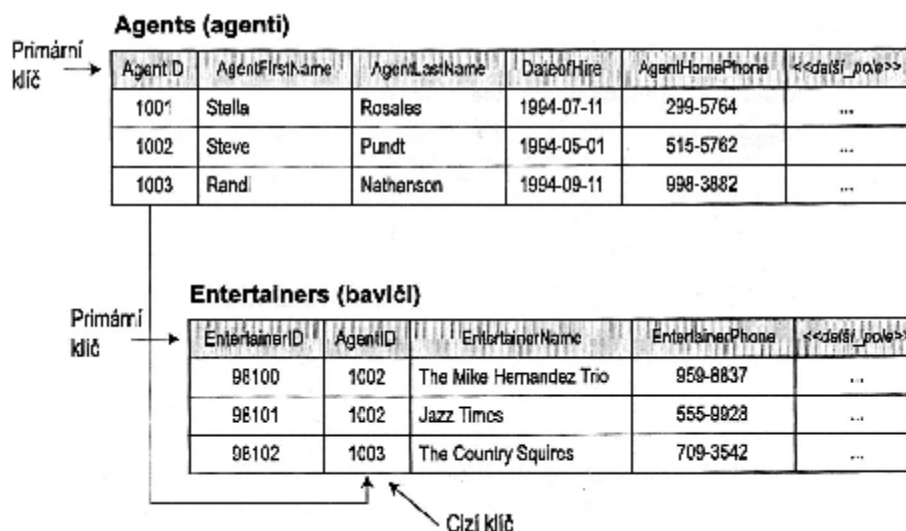 Agents (agenti)
Primární klíč
AgentID AgentFirstName AgentLastName DateofHire AgentHomePhone <<další_pole>>
1001 Stella Rosales 1994-07-11 299-5764 ...
1002 Steve Pundt 1994-05-01 515-5762 ...
1003 Randi Nathanson 1994-09-11 998-3882 ...
Entertainers (baviči)
Primární klíč
EntertainerID AgentID EntertainerName EntertainerPhone <<další_pole>>
98100 1002 The Mike Hernandez Trio 959-8837 ...
98101 1002 Jazz Times 555-9928 ...
98102 1003 The Country Squires 709-3542 ...
Cizí klíč